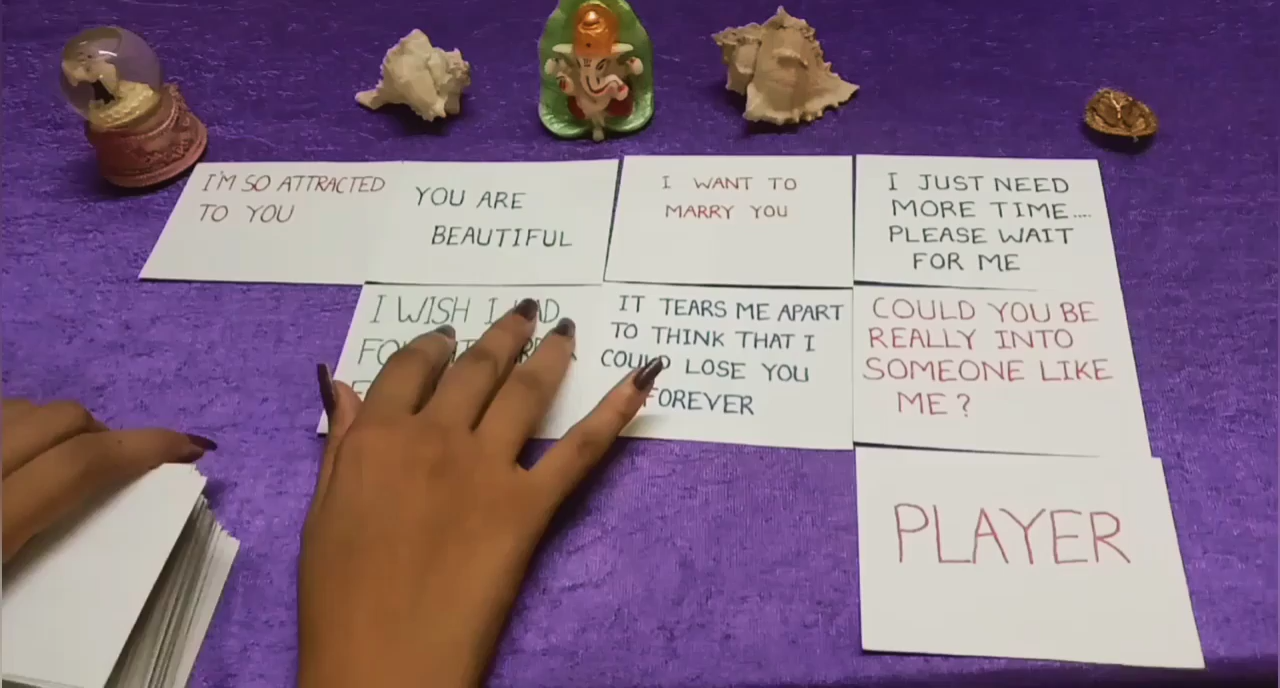 I'M SO ATTRACTED
TO YOU
YOU ARE
BEAUTIFUL
I WANT TO
MARRY YOU
I JUST NEED
MORE TIME....
PLEASE WAIT
FOR ME
I WISH I
IT TEARS ME APART
TO THINK THAT I
COULD LOSE YOU
FOREVER
COULD YOU BE
REALLY INTO
SOMEONE LIKE
ME?
PLAYER